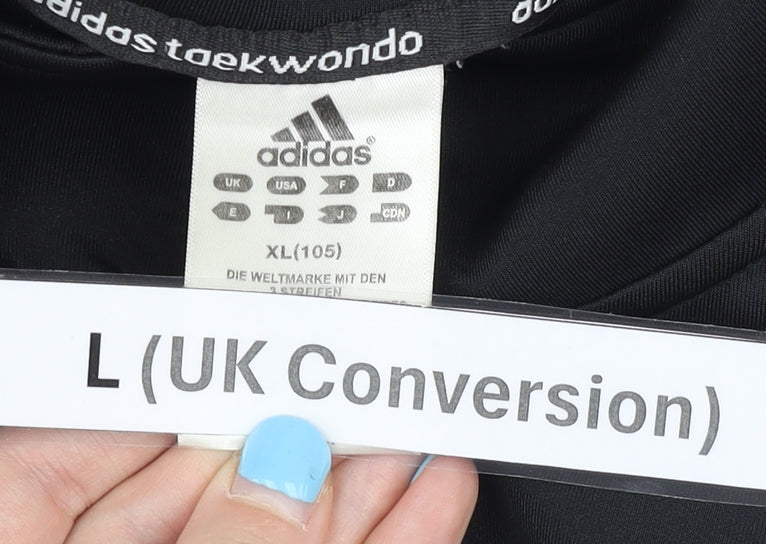 adidas taekwondo
adidas®
UK USA F D
E I J CDN
XL(105)
DIE WELTMARKE MIT DEN
3 STREIFEN
L (UK Conversion)